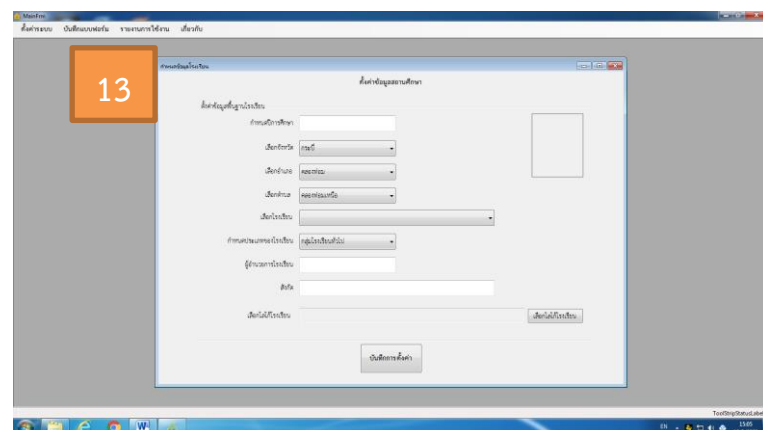 MainFrm
ตั้งค่าระบบ บันทึกแบบฟอร์ม รายงานการใช้งาน เกี่ยวกับ
13
กำหนดข้อมูลโรงเรียน
ตั้งค่าข้อมูลสถานศึกษา
ตั้งค่าข้อมูลพื้นฐานโรงเรียน
กำหนดปีการศึกษา
เลือกจังหวัด กระบี่
เลือกอำเภอ คลองท่อม
เลือกตำบล คลองท่อมเหนือ
เลือกโรงเรียน
กำหนดประเภทของโรงเรียน กลุ่มโรงเรียนทั่วไป
ผู้อำนวยการโรงเรียน
สังกัด
เลือกโลโก้โรงเรียน เลือกโลโก้โรงเรียน
บันทึกการตั้งค่า
ToolStripStatusLabel
EN 15:05